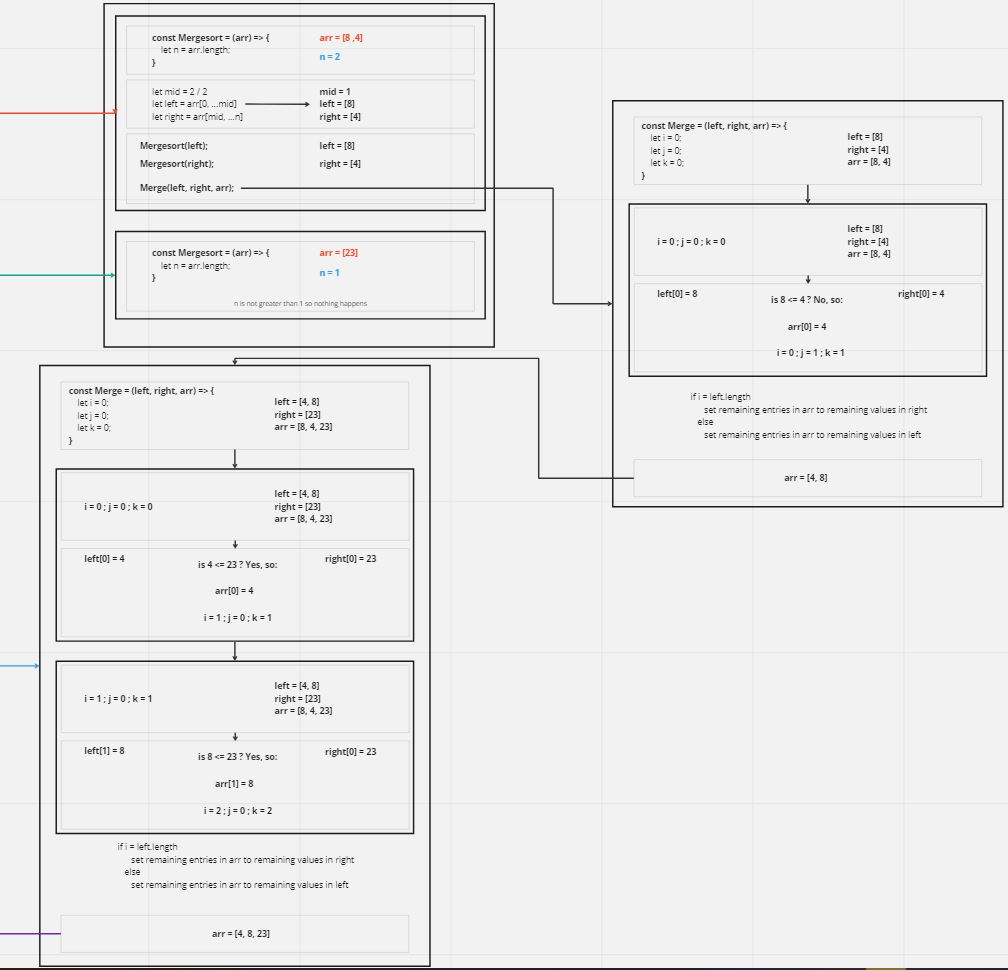 const Mergesort = (arr) => {
let n = arr.length;
}
arr = [8 ,4]
n = 2
let mid = 2 / 2
let left = arr[0, ...mid]
let right = arr[mid, ...n]
mid = 1
left = [8]
right = [4]
Mergesort(left);
left = [8]
Mergesort(right);
right = [4]
Merge(left, right, arr);
const Mergesort = (arr) => {
let n = arr.length;
}
arr = [23]
n = 1
n is not greater than 1 so nothing happens
const Merge = (left, right, arr) => {
let i = 0;
let j = 0;
let k = 0;
}
left = [8]
right = [4]
arr = [8, 4]
i = 0 ; j = 0 ; k = 0
left = [8]
right = [4]
arr = [8, 4]
left[0] = 8
is 8 <= 4 ? No, so:
right[0] = 4
arr[0] = 4
i = 0 ; j = 1 ; k = 1
if i = left.length
set remaining entries in arr to remaining values in right
else
set remaining entries in arr to remaining values in left
arr = [4, 8]
const Merge = (left, right, arr) => {
let i = 0;
let j = 0;
let k = 0;
}
left = [4, 8]
right = [23]
arr = [8, 4, 23]
i = 0 ; j = 0 ; k = 0
left = [4, 8]
right = [23]
arr = [8, 4, 23]
left[0] = 4
is 4 <= 23 ? Yes, so:
right[0] = 23
arr[0] = 4
i = 1 ; j = 0 ; k = 1
i = 1 ; j = 0 ; k = 1
left = [4, 8]
right = [23]
arr = [8, 4, 23]
left[1] = 8
is 8 <= 23 ? Yes, so:
right[0] = 23
arr[1] = 8
i = 2 ; j = 0 ; k = 2
if i = left.length
set remaining entries in arr to remaining values in right
else
set remaining entries in arr to remaining values in left
arr = [4, 8, 23]